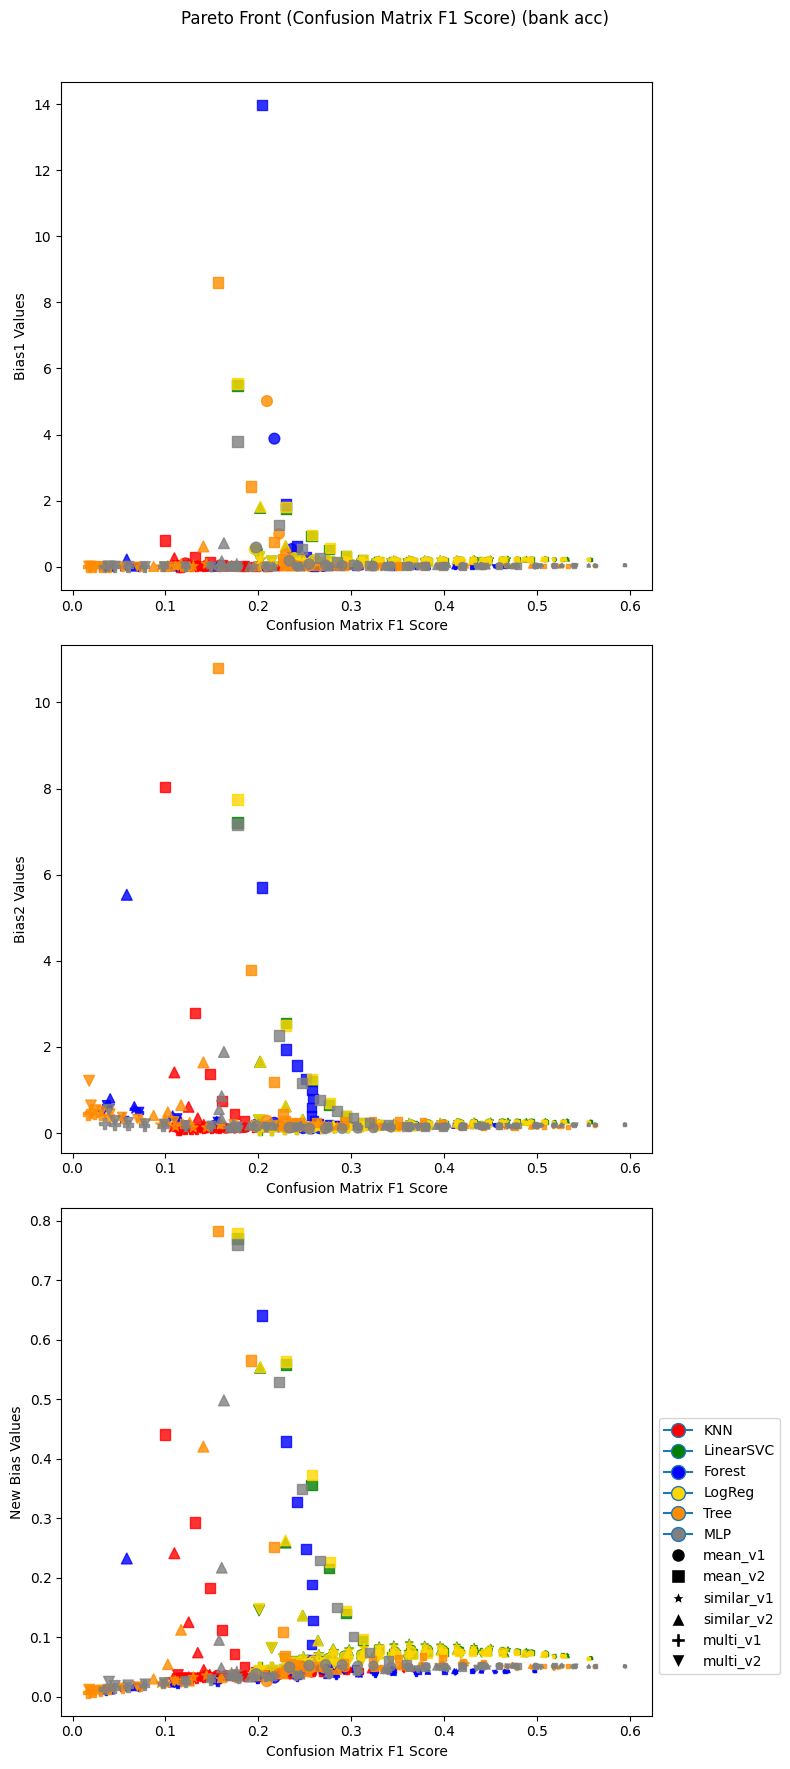 Pareto Front (Confusion Matrix F1 Score) (bank acc)
14
12
10
8
6
4
2
0
Bias1 Values
0.0 0.1 0.2 0.3 0.4 0.5 0.6
Confusion Matrix F1 Score
10
8
6
4
2
0
Bias2 Values
0.0 0.1 0.2 0.3 0.4 0.5 0.6
Confusion Matrix F1 Score
0.8
0.7
0.6
0.5
0.4
0.3
0.2
0.1
0.0
New Bias Values
0.0 0.1 0.2 0.3 0.4 0.5 0.6
Confusion Matrix F1 Score
KNN
LinearSVC
Forest
LogReg
Tree
MLP
mean_v1
mean_v2
similar_v1
similar_v2
multi_v1
multi_v2